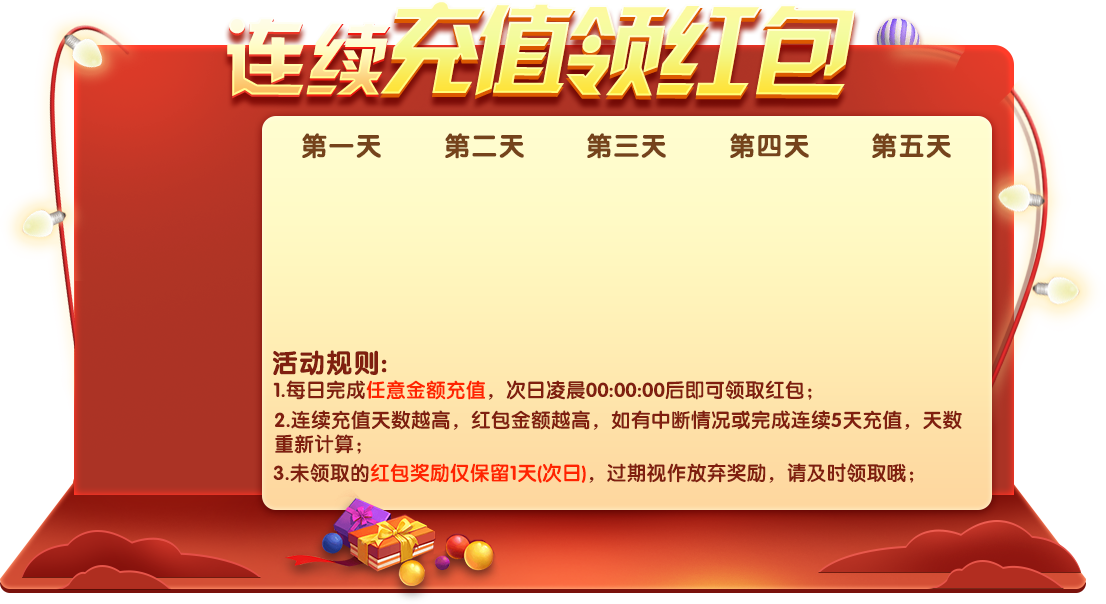 连续充值领红包
第一天 第二天 第三天 第四天 第五天
活动规则:
1.每日完成任意金额充值，次日凌晨00:00:00后即可领取红包；
2.连续充值天数越高，红包金额越高，如有中断情况或完成连续5天充值，天数
重新计算；
3.未领取的红包奖励仅保留1天(次日)，过期视作放弃奖励，请及时领取哦；